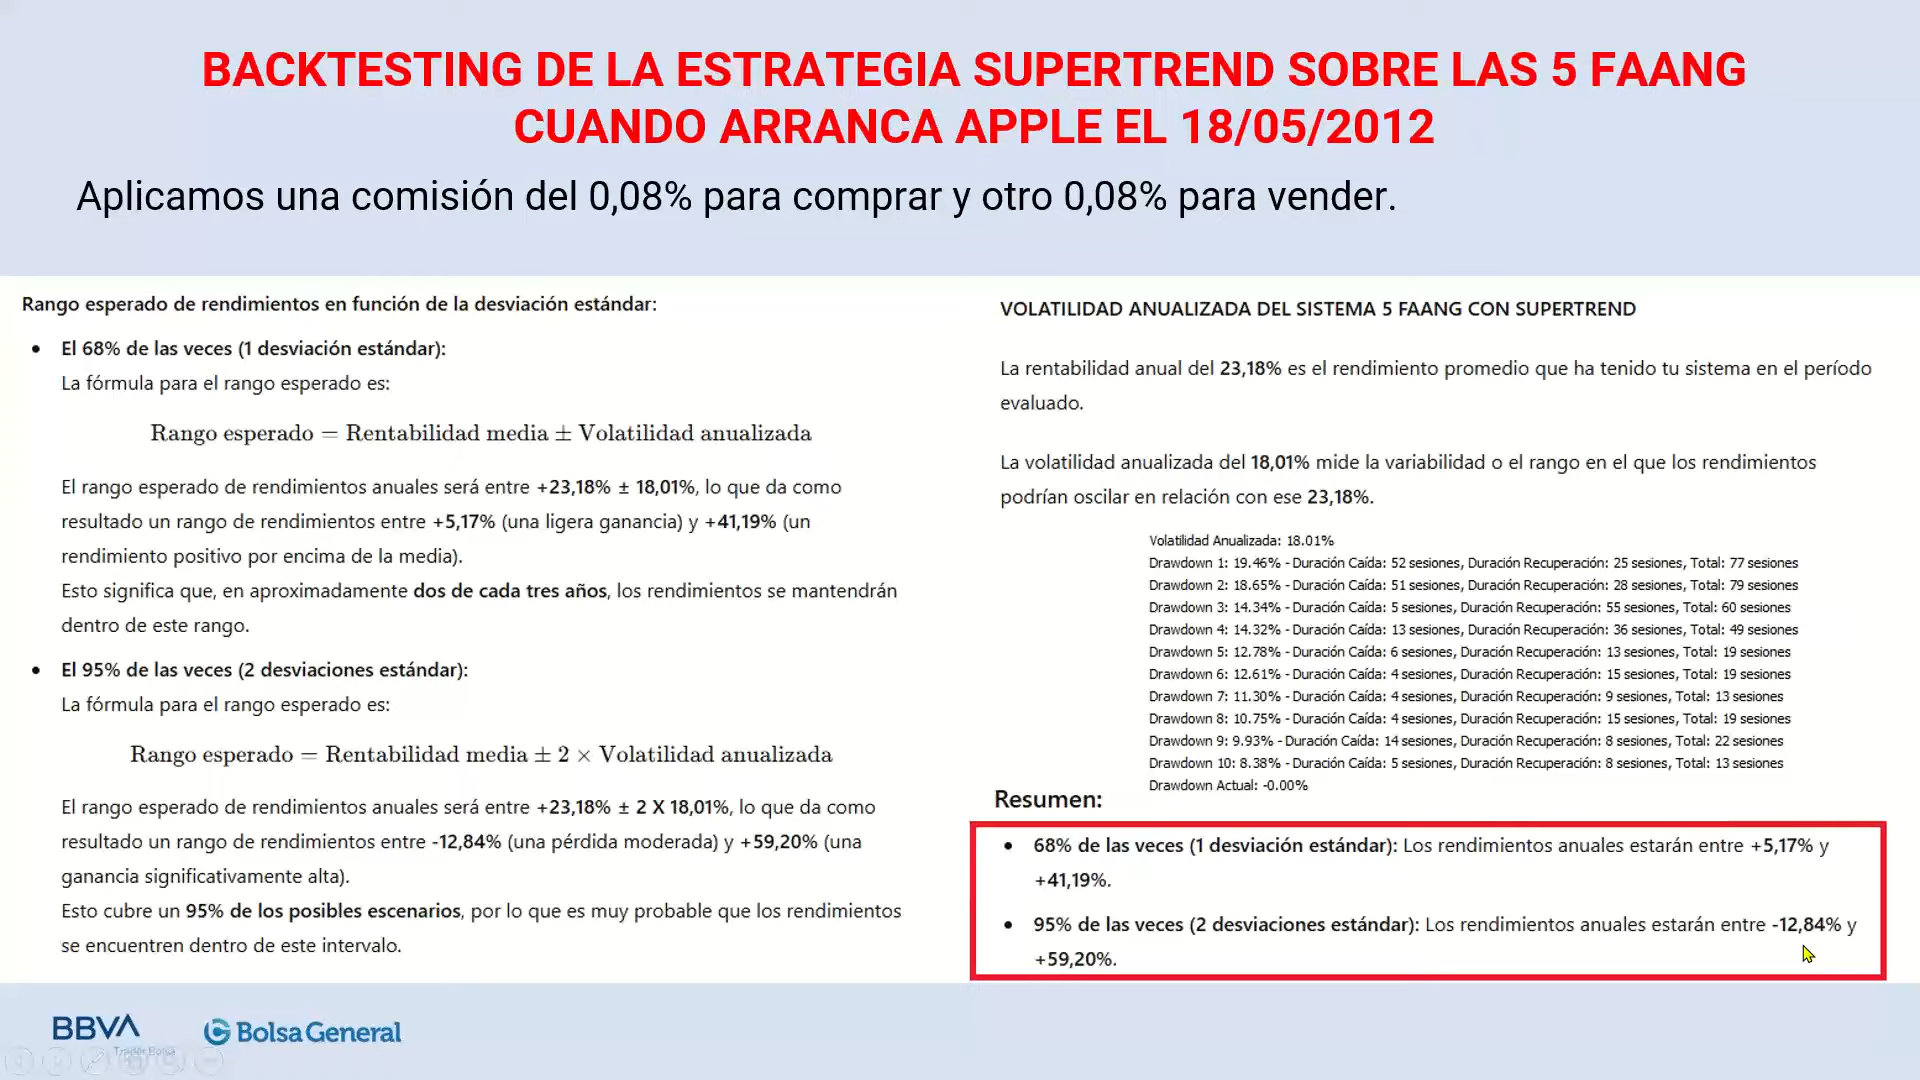 BACKTESTING DE LA ESTRATEGIA SUPERTREND SOBRE LAS 5 FAANG
CUANDO ARRANCA APPLE EL 18/05/2012
Aplicamos una comisión del 0,08% para comprar y otro 0,08% para vender.
Rango esperado de rendimientos en función de la desviación estándar:
• El 68% de las veces (1 desviación estándar):
La fórmula para el rango esperado es:
Rango esperado = Rentabilidad media ± Volatilidad anualizada
El rango esperado de rendimientos anuales será entre +23,18% ± 18,01%, lo que da como
resultado un rango de rendimientos entre +5,17% (una ligera ganancia) y +41,19% (un
rendimiento positivo por encima de la media).
Esto significa que, en aproximadamente dos de cada tres años, los rendimientos se mantendrán
dentro de este rango.
• El 95% de las veces (2 desviaciones estándar):
La fórmula para el rango esperado es:
Rango esperado = Rentabilidad media ± 2 × Volatilidad anualizada
El rango esperado de rendimientos anuales será entre +23,18% ± 2 X 18,01%, lo que da como
resultado un rango de rendimientos entre -12,84% (una pérdida moderada) y +59,20% (una
ganancia significativamente alta).
Esto cubre un 95% de los posibles escenarios, por lo que es muy probable que los rendimientos
se encuentren dentro de este intervalo.
VOLATILIDAD ANUALIZADA DEL SISTEMA 5 FAANG CON SUPERTREND
La rentabilidad anual del 23,18% es el rendimiento promedio que ha tenido tu sistema en el período
evaluado.
La volatilidad anualizada del 18,01% mide la variabilidad o el rango en el que los rendimientos
podrían oscilar en relación con ese 23,18%.
Volatilidad Anualizada: 18.01%
Drawdown 1: 19.46% - Duración Caída: 52 sesiones, Duración Recuperación: 25 sesiones, Total: 77 sesiones
Drawdown 2: 18.65% - Duración Caída: 51 sesiones, Duración Recuperación: 28 sesiones, Total: 79 sesiones
Drawdown 3: 14.34% - Duración Caída: 5 sesiones, Duración Recuperación: 55 sesiones, Total: 60 sesiones
Drawdown 4: 14.32% - Duración Caída: 13 sesiones, Duración Recuperación: 36 sesiones, Total: 49 sesiones
Drawdown 5: 12.78% - Duración Caída: 6 sesiones, Duración Recuperación: 13 sesiones, Total: 19 sesiones
Drawdown 6: 12.61% - Duración Caída: 4 sesiones, Duración Recuperación: 15 sesiones, Total: 19 sesiones
Drawdown 7: 11.30% - Duración Caída: 4 sesiones, Duración Recuperación: 9 sesiones, Total: 13 sesiones
Drawdown 8: 10.75% - Duración Caída: 4 sesiones, Duración Recuperación: 15 sesiones, Total: 19 sesiones
Drawdown 9: 9.93% - Duración Caída: 14 sesiones, Duración Recuperación: 8 sesiones, Total: 22 sesiones
Drawdown 10: 8.38% - Duración Caída: 5 sesiones, Duración Recuperación: 8 sesiones, Total: 13 sesiones
Drawdown Actual: -0.00%
Resumen:
• 68% de las veces (1 desviación estándar): Los rendimientos anuales estarán entre +5,17% y
+41,19%.
• 95% de las veces (2 desviaciones estándar): Los rendimientos anuales estarán entre -12,84% y
+59,20%.
BBVA
Trader Bolsa
Bolsa General